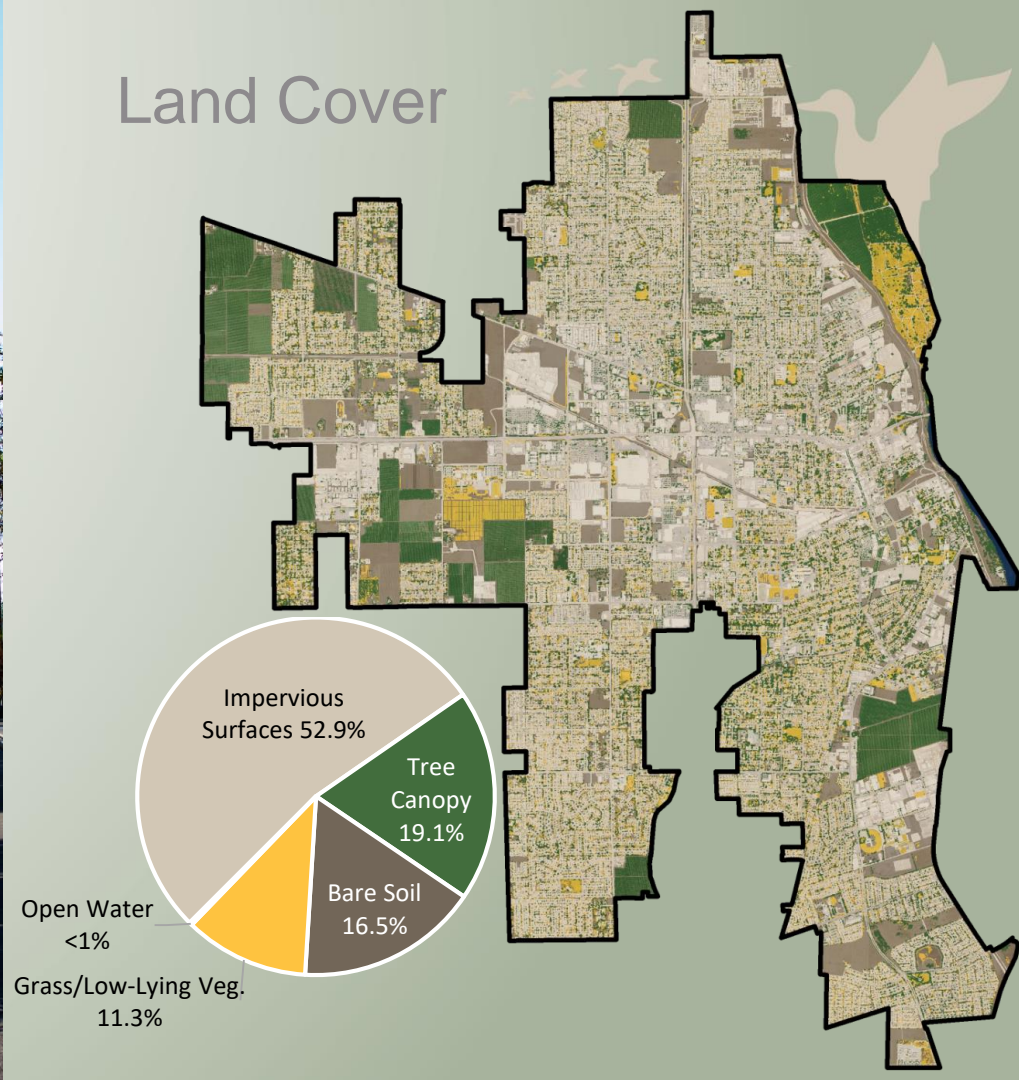 Land Cover
Impervious
Surfaces 52.9%
Tree
Canopy
19.1%
Bare Soil
16.5%
Open Water
<1%
Grass/Low-Lying Veg.
11.3%